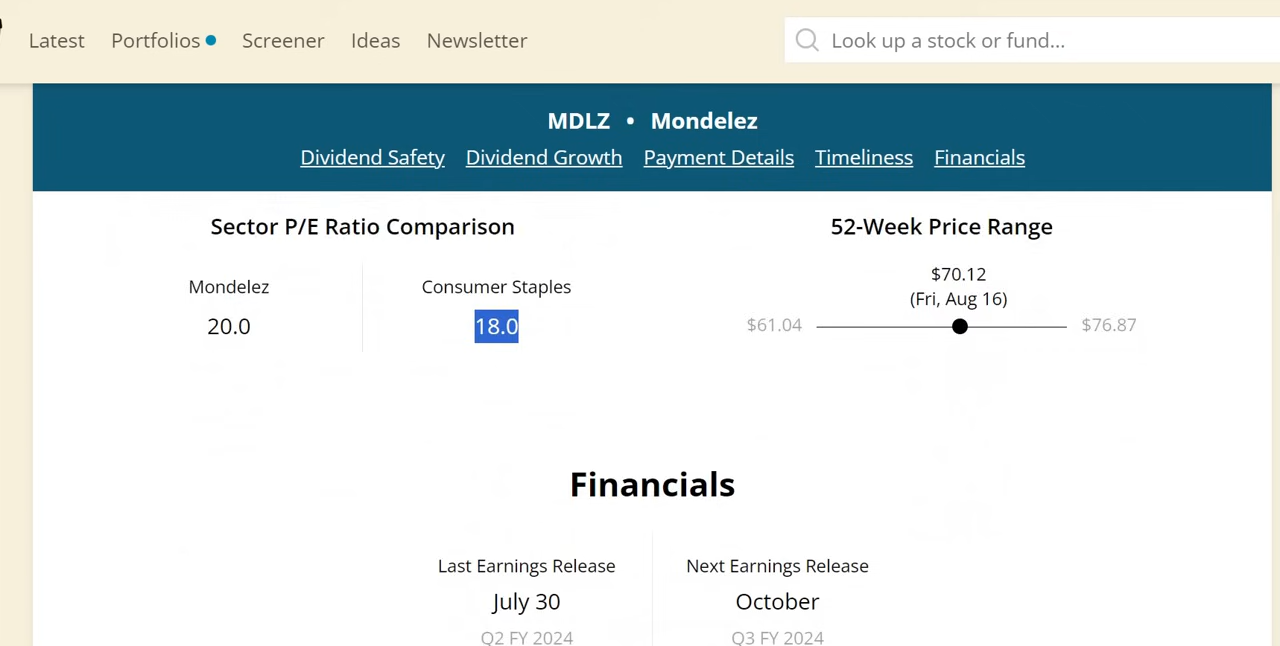 Latest Portfolios Screener Ideas Newsletter Look up a stock or fund...
MDLZ • Mondelez
Dividend Safety Dividend Growth Payment Details Timeliness Financials
Sector P/E Ratio Comparison
Mondelez Consumer Staples
20.0 18.0
52-Week Price Range
$70.12
(Fri, Aug 16)
$61.04 $76.87
Financials
Last Earnings Release Next Earnings Release
July 30 October
Q2 FY 2024 Q3 FY 2024